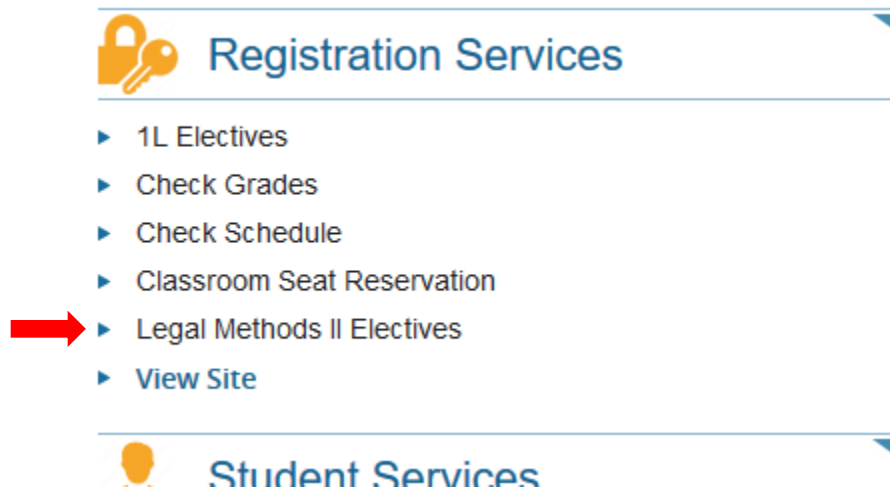 Registration Services
1L Electives
Check Grades
Check Schedule
Classroom Seat Reservation
Legal Methods II Electives
View Site
Student Services